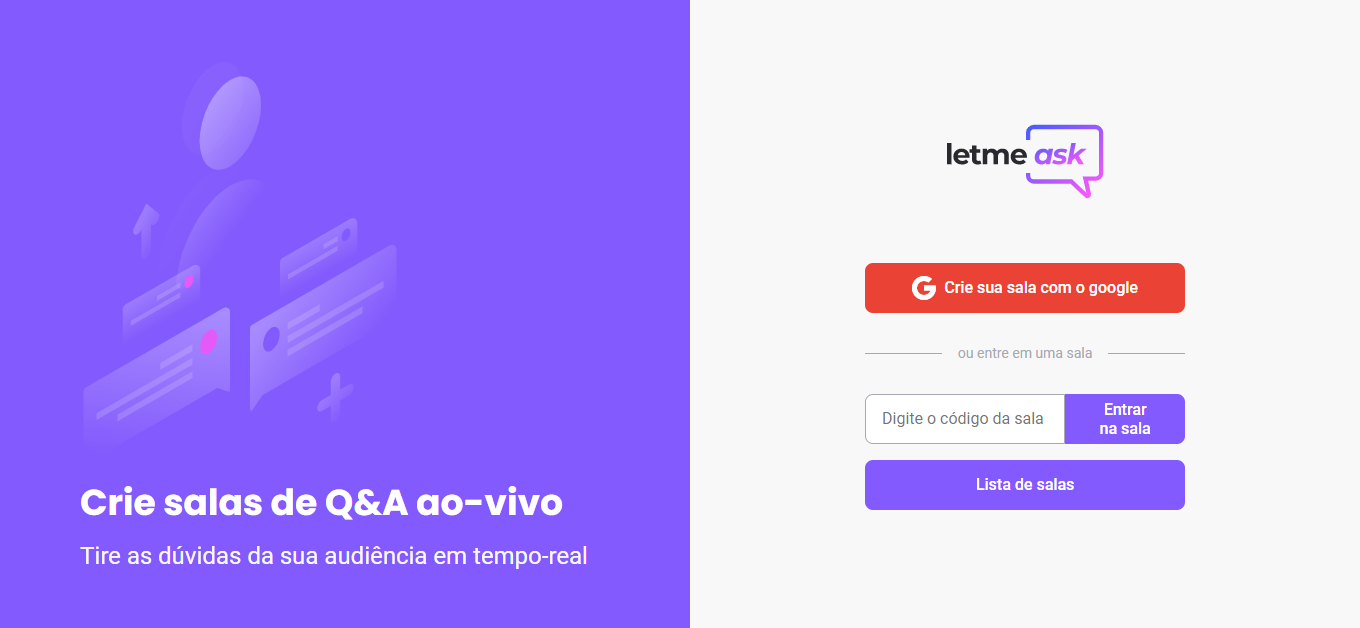 Crie salas de Q&A ao-vivo
Tire as dúvidas da sua audiência em tempo-real
letme ask
Crie sua sala com o google
ou entre em uma sala
Digite o código da sala
Entrar
na sala
Lista de salas